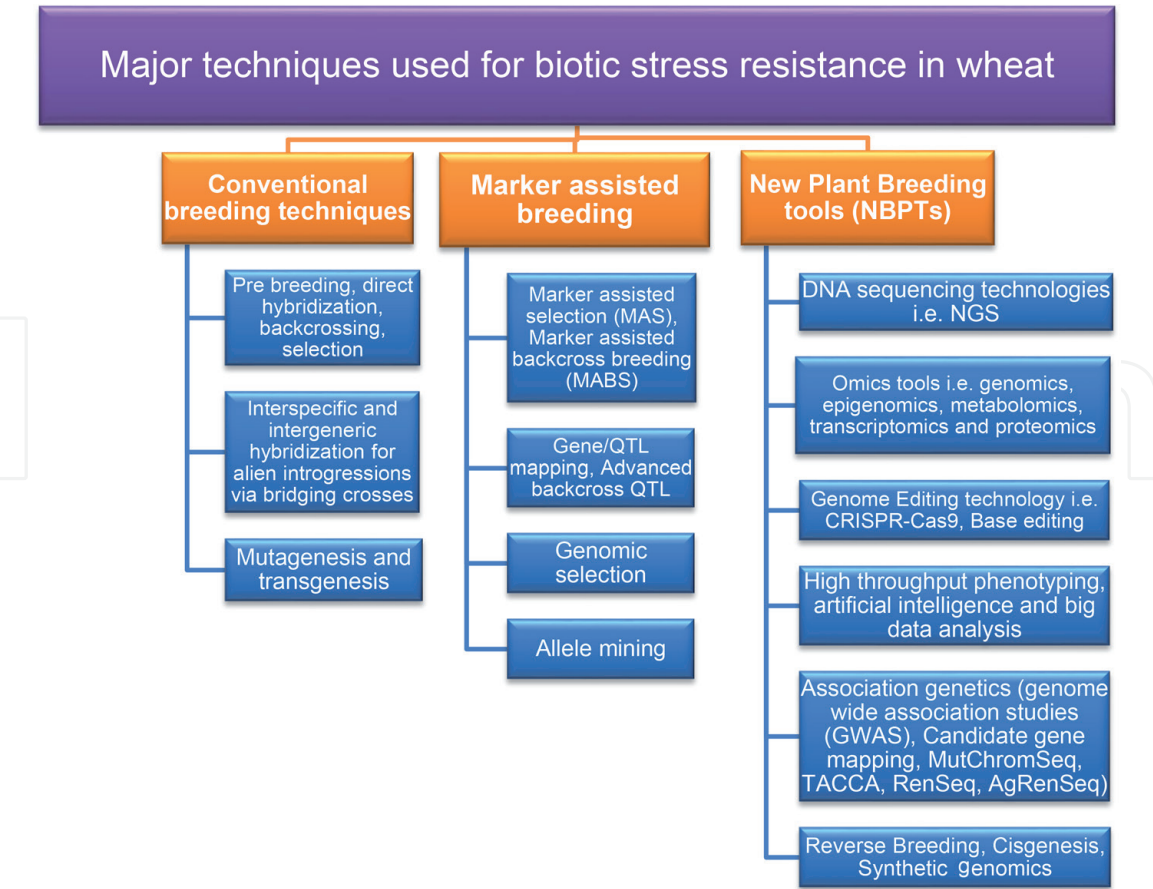 Major techniques used for biotic stress resistance in wheat
Conventional
breeding techniques
Pre breeding, direct
hybridization,
backcrossing,
selection
Interspecific and
intergeneric
hybridization for
alien introgressions
via bridging crosses
Mutagenesis and
transgenesis
Marker assisted
breeding
Marker assisted
selection (MAS),
Marker assisted
backcross breeding
(MABS)
Gene/QTL
mapping, Advanced
backcross QTL
Genomic
selection
Allele mining
New Plant Breeding
tools (NBPTs)
DNA sequencing technologies
i.e. NGS
Omics tools i.e. genomics,
epigenomics, metabolomics,
transcriptomics and proteomics
Genome Editing technology i.e.
CRISPR-Cas9, Base editing
High throughput phenotyping,
artificial intelligence and big
data analysis
Association genetics (genome
wide association studies
(GWAS), Candidate gene
mapping, MutChromSeq,
TACCA, RenSeq, AgRenSeq)
Reverse Breeding, Cisgenesis,
Synthetic genomics